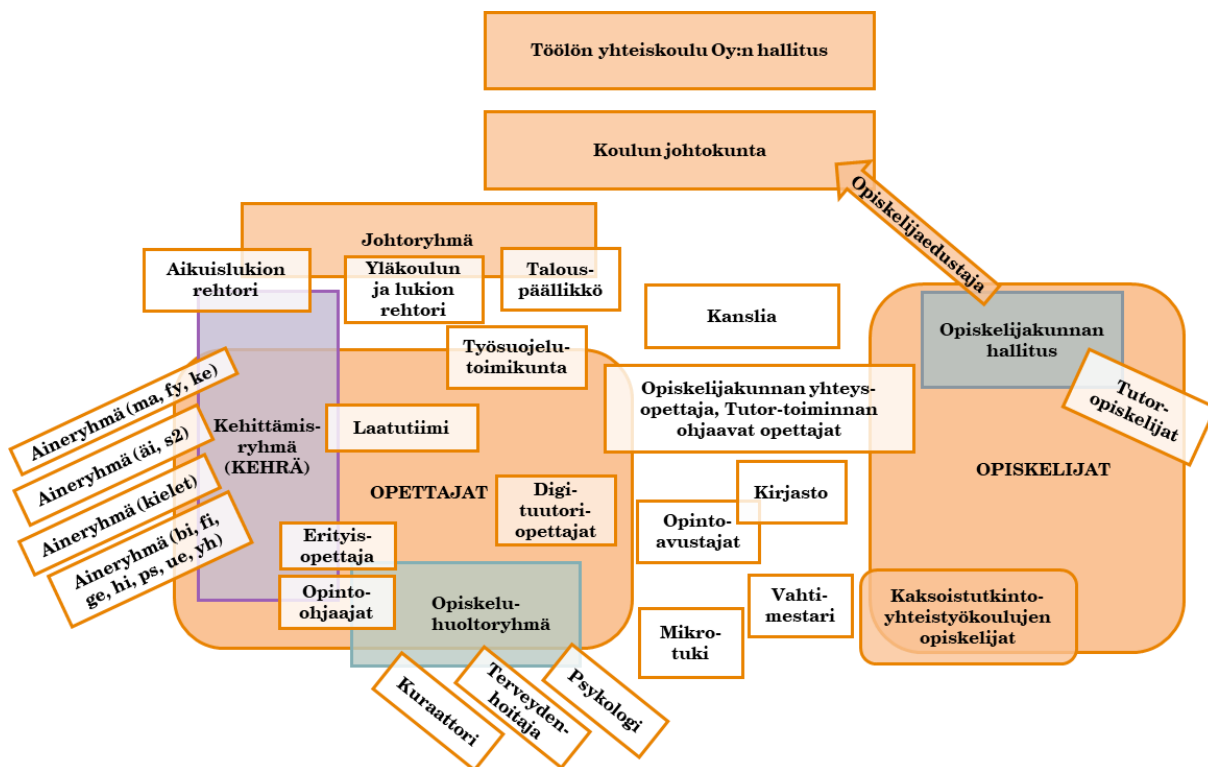 Töölön yhteiskoulu Oy:n hallitus
Koulun johtokunta
Opiskelijaedustaja
Johtoryhmä
Aikuislukion
rehtori
Yläkoulun
ja lukion
rehtori
Talous-
päällikkö
Kanslia
Opiskelijakunnan
hallitus
Työsuojelu-
toimikunta
Opiskelijakunnan yhteys-
opettaja, Tutor-toiminnan
ohjaavat opettajat
Tutor-
opiskelijat
Aineryhmä (ma, fy, ke)
Aineryhmä (äi, s2)
Aineryhmä (kielet)
Aineryhmä (bi, fi,
ge, hi, ps, ue, yh)
Kehittämis-
ryhmä
(KEHRÄ)
Laatutiimi
OPETTAJAT
OPISKELIJAT
Digi-
tuutori-
opettajat
Kirjasto
Opinto-
avustajat
Erityis-
opettaja
Opinto-
ohjaajat
Opiskelu-
huoltoryhmä
Vahti-
mestari
Mikro-
tuki
Kaksoistutkinto-
yhteistyökoulujen
opiskelijat
Kuraattori
Terveyden-
hoitaja
Psykologi